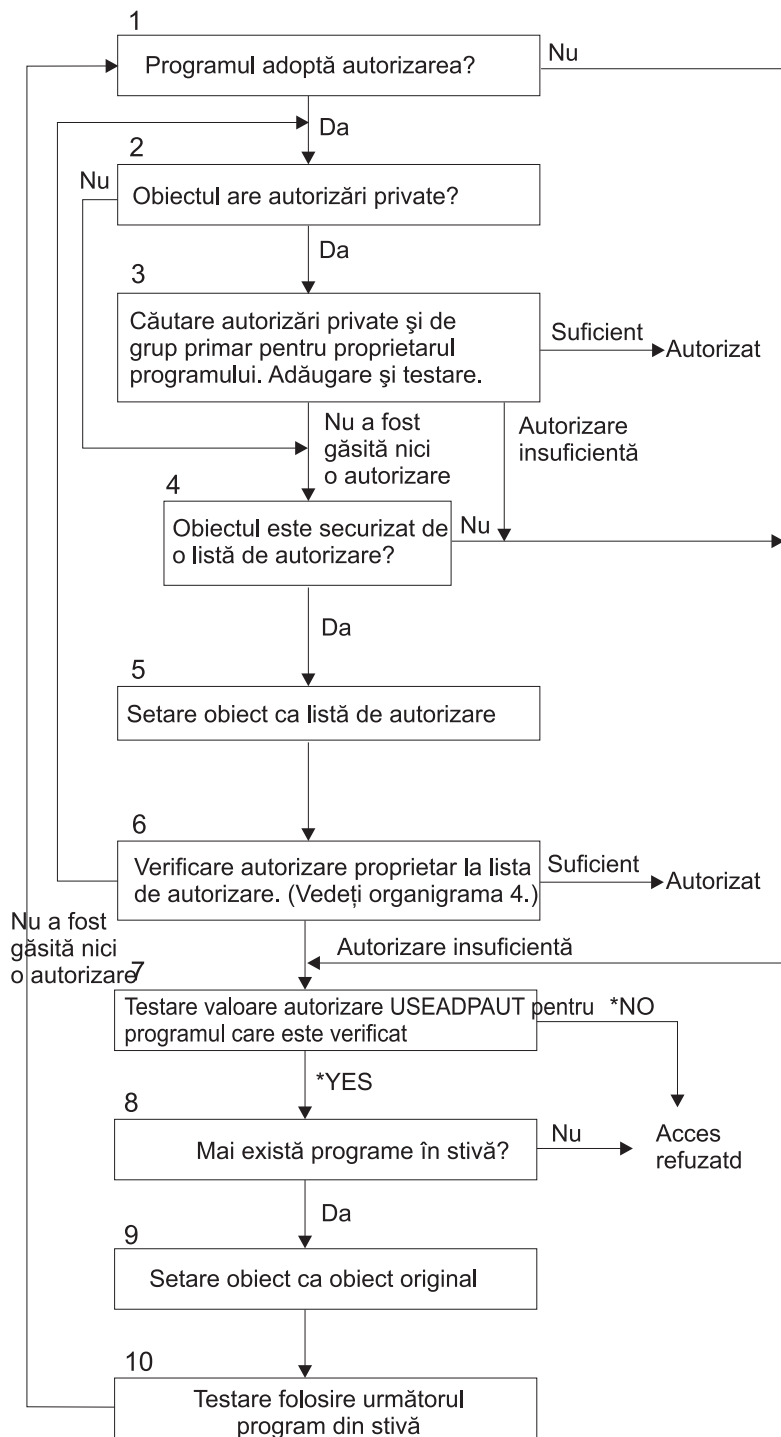 1
Programul adoptă autorizarea?
Nu
Da
2
Nu
Obiectul are autorizări private?
Da
3
Căutare autorizări private şi de
grup primar pentru proprietarul
programului. Adăugare şi testare.
Suficient
Autorizat
Nu a fost
găsită nici
o autorizare
Autorizare
insuficientă
4
Obiectul este securizat de
o listă de autorizare?
Nu
Da
5
Setare obiect ca listă de autorizare
6
Verificare autorizare proprietar la lista
de autorizare. (Vedeţi organigrama 4.)
Suficient
Autorizat
Nu a fost
găsită nici
o autorizare
Autorizare insuficientă
7
Testare valoare autorizare USEADPAUT pentru
programul care este verificat
*NO
*YES
8
Mai există programe în stivă?
Nu
Acces
refuzatd
Da
9
Setare obiect ca obiect original
10
Testare folosire următorul
program din stivă